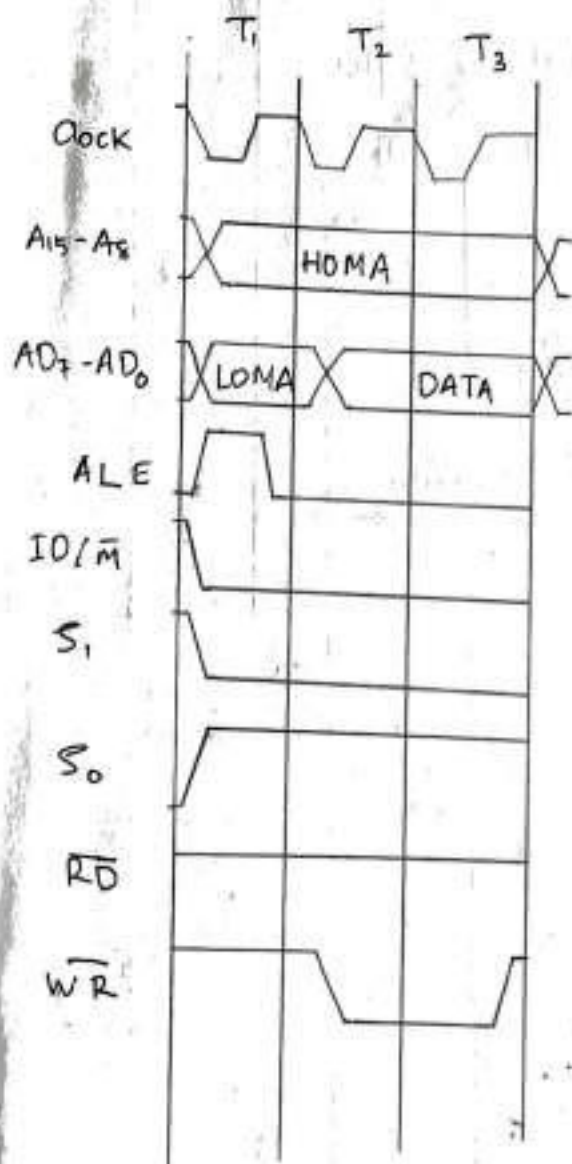 T₁ T₂ T₃
Clock
A₁₅-A₈ HOMA
AD₇-AD₀ LOMA DATA
ALE
IO/M̅
S₁
S₀
R̅D̅
W̅R̅